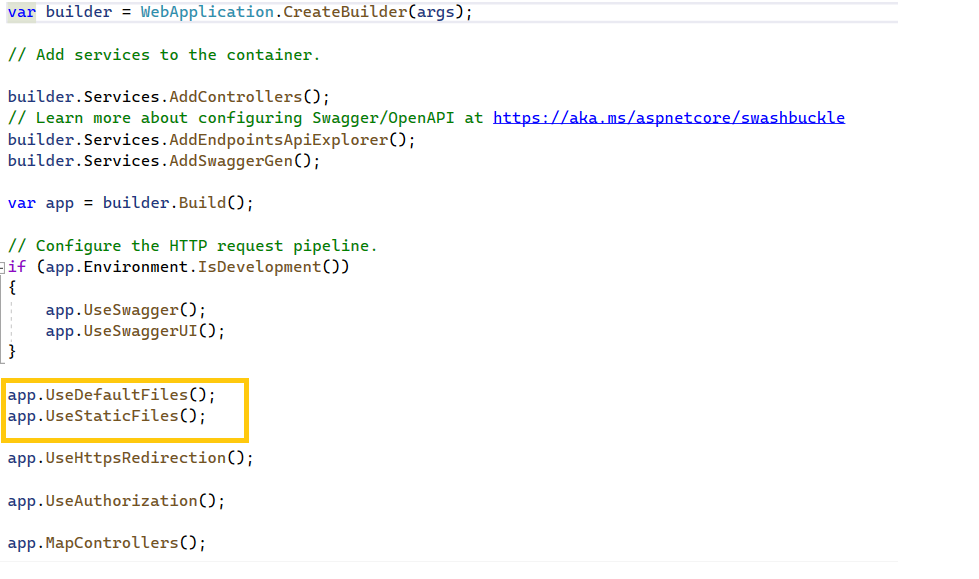 var builder = WebApplication.CreateBuilder(args);
// Add services to the container.
builder.Services.AddControllers();
// Learn more about configuring Swagger/OpenAPI at https://aka.ms/aspnetcore/swashbuckle
builder.Services.AddEndpointsApiExplorer();
builder.Services.AddSwaggerGen();
var app = builder.Build();
// Configure the HTTP request pipeline.
if (app.Environment.IsDevelopment())
{
    app.UseSwagger();
    app.UseSwaggerUI();
}
app.UseDefaultFiles();
app.UseStaticFiles();
app.UseHttpsRedirection();
app.UseAuthorization();
app.MapControllers();